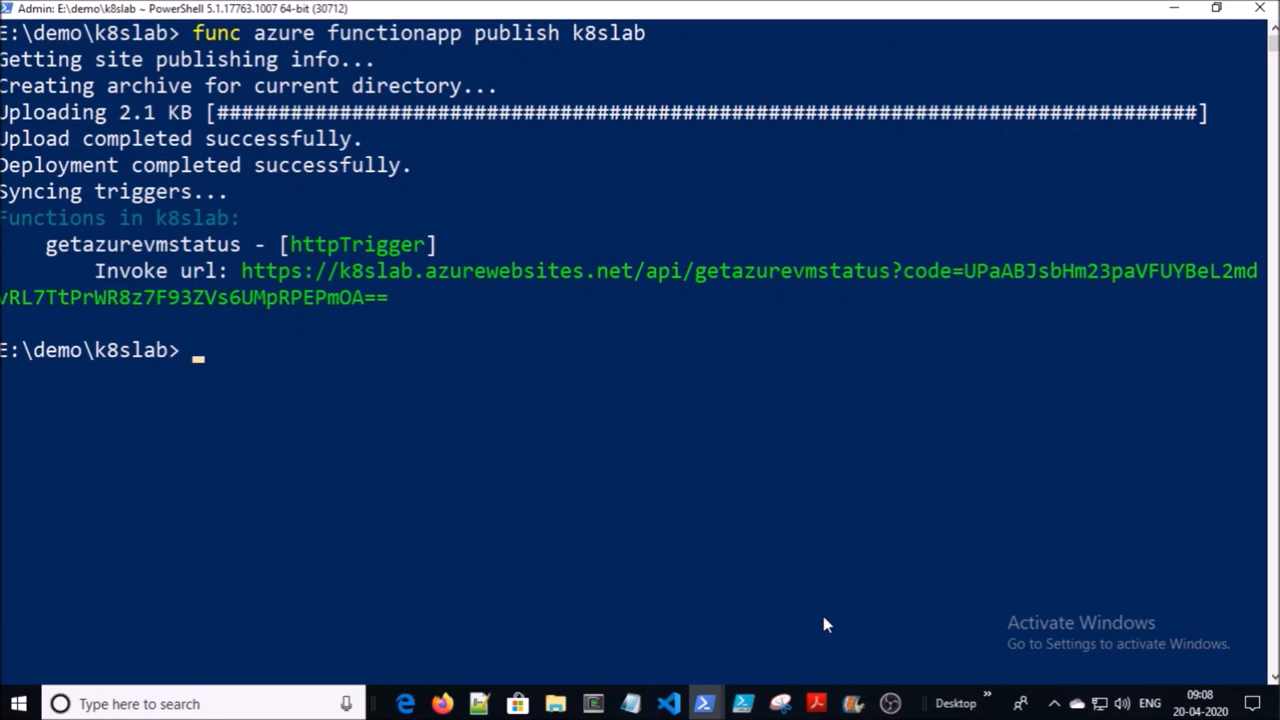 Admin: E:\demo\k8slab ~ PowerShell 5.1.17763.1007 64-bit (30712)
E:\demo\k8slab> func azure functionapp publish k8slab
Getting site publishing info...
Creating archive for current directory...
Uploading 2.1 KB [################################################################################]
Upload completed successfully.
Deployment completed successfully.
Syncing triggers...
Functions in k8slab:
getazurevmstatus - [httpTrigger]
Invoke url: https://k8slab.azurewebsites.net/api/getazurevmstatus?code=UPaABJsbHm23paVFUYBeL2md
vRL7TtPrWR8z7F93ZVs6UMpRPEPmOA==
E:\demo\k8slab>
Activate Windows
Go to Settings to activate Windows.
Type here to search
Desktop
ENG
09:08
20-04-2020